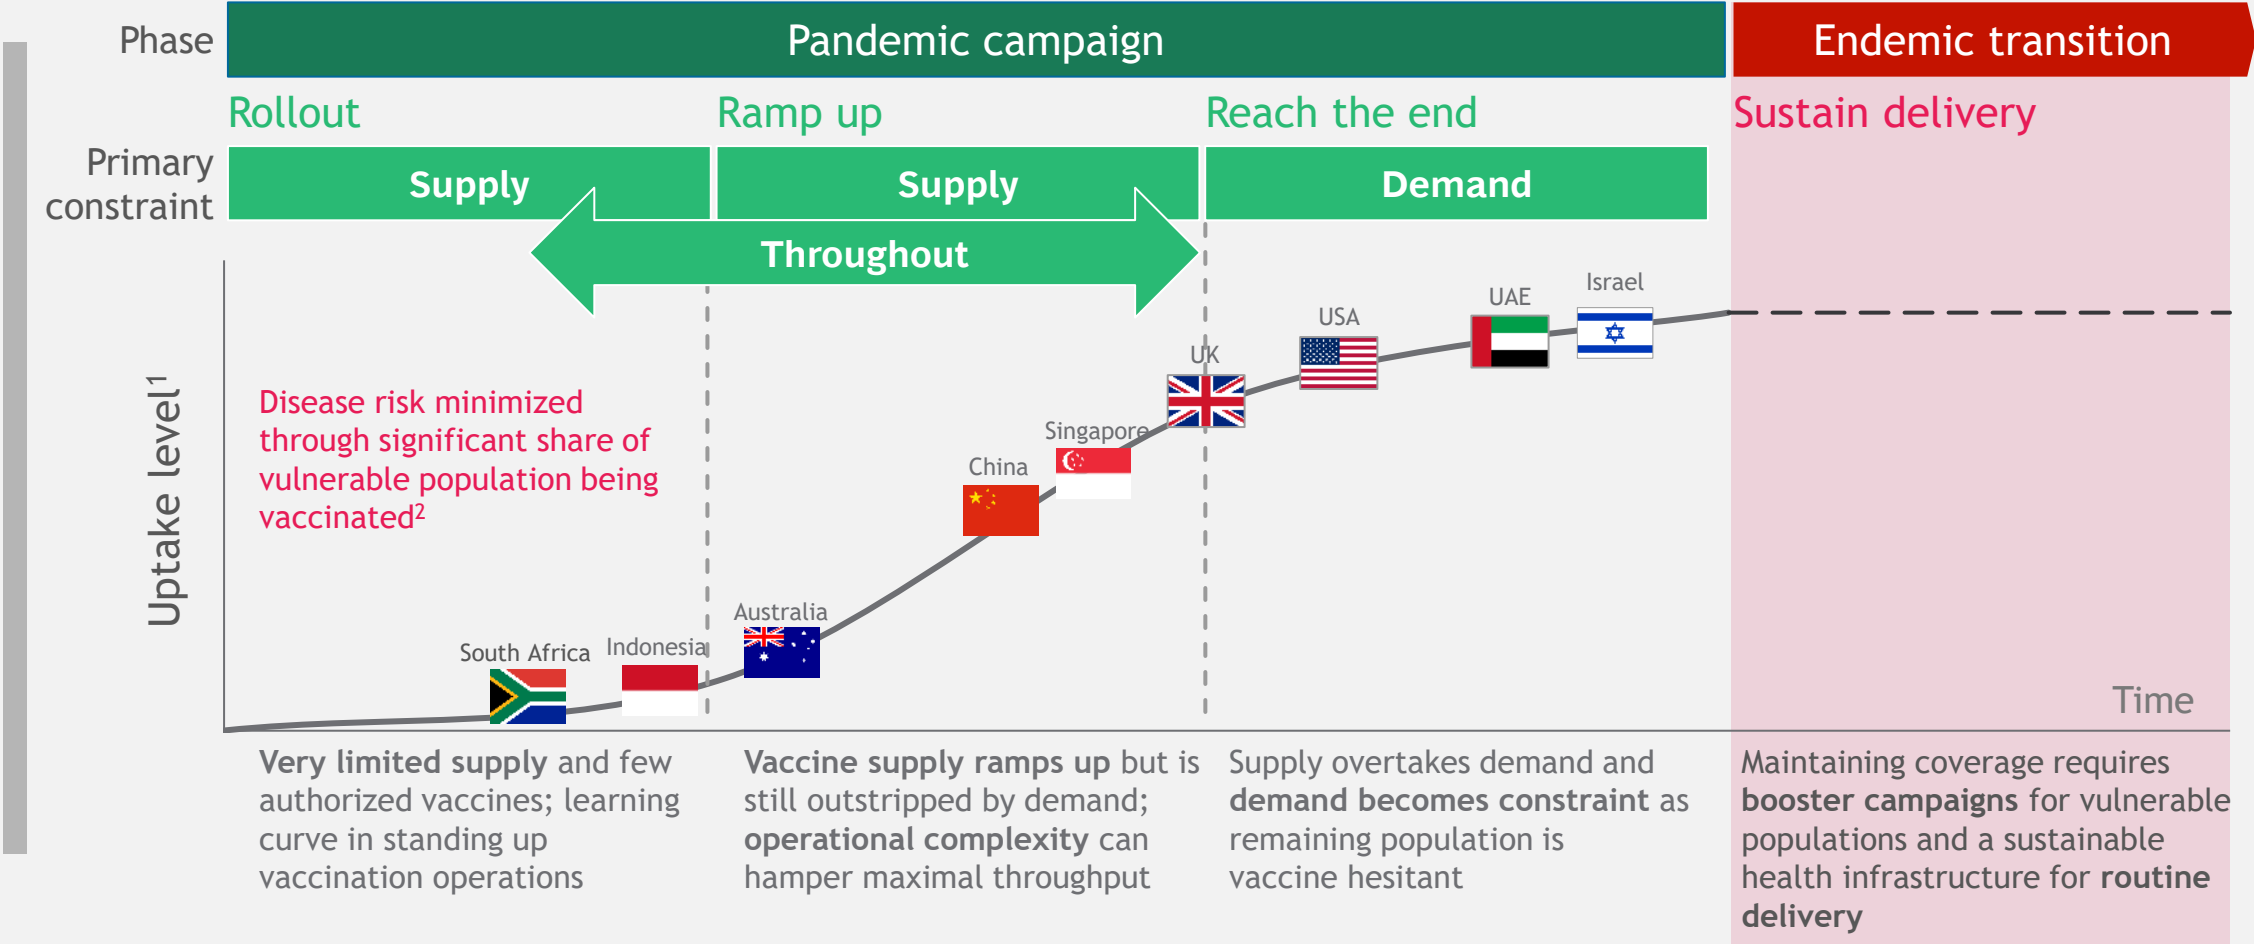 Phase
Pandemic campaign
Endemic transition
Rollout
Ramp up
Reach the end
Sustain delivery
Primary
constraint
Supply
Supply
Demand
Throughout
Uptake level1
Disease risk minimized
through significant share of
vulnerable population being
vaccinated2
South Africa
Indonesia
Australia
China
Singapore
UK
USA
UAE
Israel
Time
Very limited supply and few
authorized vaccines; learning
curve in standing up
vaccination operations
Vaccine supply ramps up but is
still outstripped by demand;
operational complexity can
hamper maximal throughput
Supply overtakes demand and
demand becomes constraint as
remaining population is
vaccine hesitant
Maintaining coverage requires
booster campaigns for vulnerable
populations and a sustainable
health infrastructure for routine
delivery